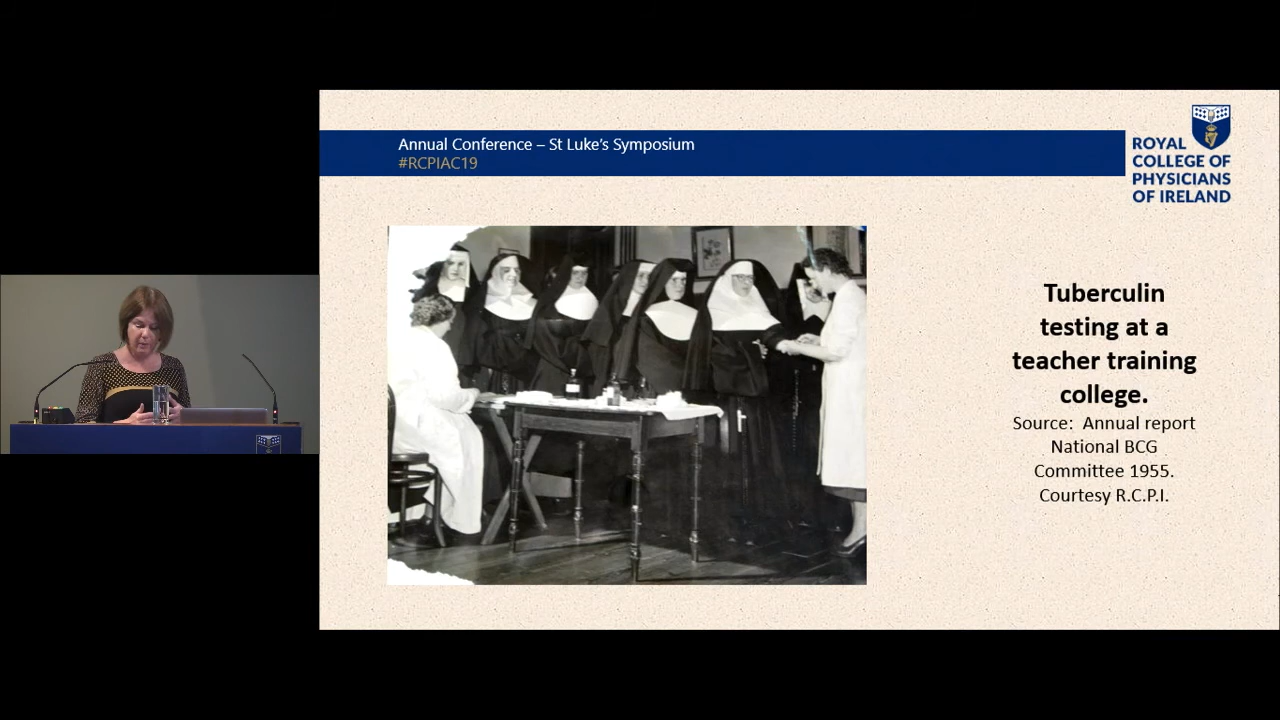 Annual Conference – St Luke's Symposium
#RCPIAC19
ROYAL
COLLEGE OF
PHYSICIANS
OF IRELAND
Tuberculin
testing at a
teacher training
college.
Source:  Annual report
National BCG
Committee 1955.
Courtesy R.C.P.I.